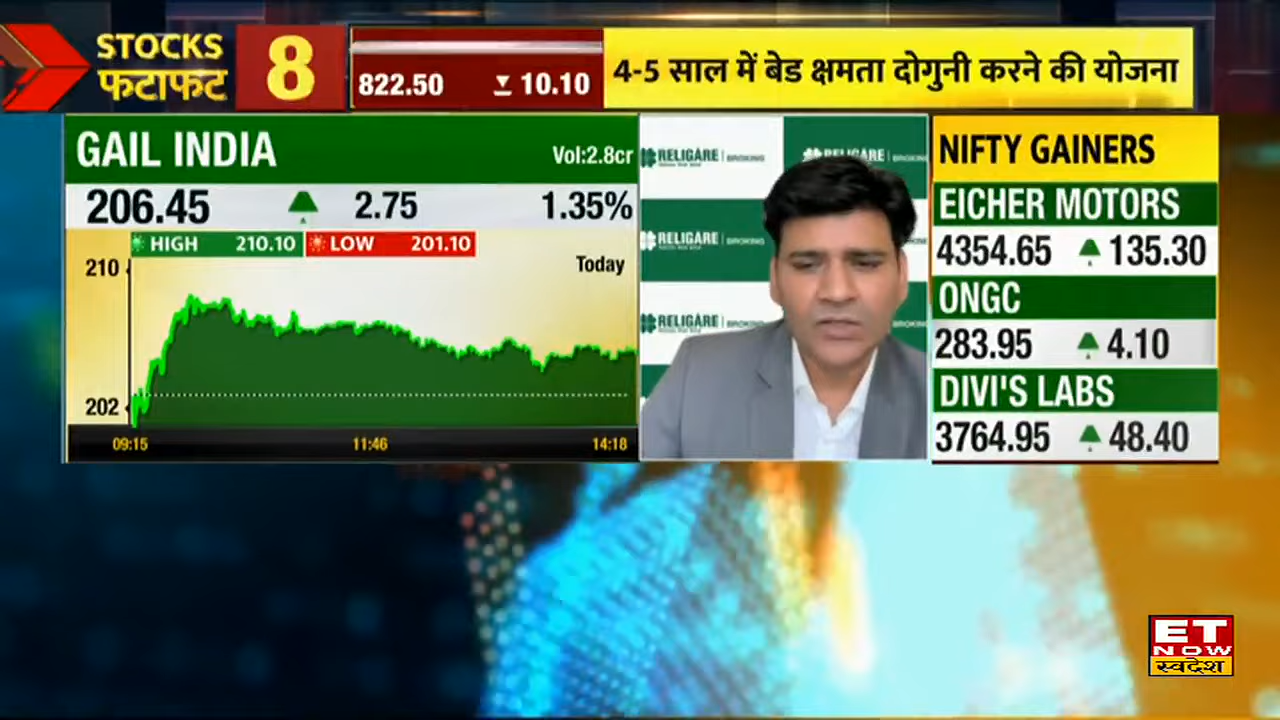 STOCKS
फटाफट
8
822.50 10.10
4-5 साल में बेड क्षमता दोगुनी करने की योजना
GAIL INDIA Vol:2.8cr
206.45 2.75 1.35%
HIGH 210.10 LOW 201.10
210
Today
202
09:15 11:46 14:18
RELIGARE BROKING
RELIGARE BROKING
RELIGARE BROKING
RELIGARE BROKING
BROKING
NIFTY GAINERS
EICHER MOTORS
4354.65 135.30
ONGC
283.95 4.10
DIVI'S LABS
3764.95 48.40
ET
NOW
स्वदेश